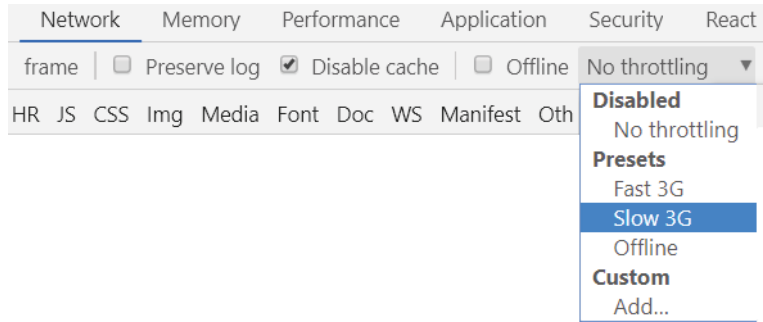 Network Memory Performance Application Security React
frame Preserve log Disable cache Offline No throttling
HR JS CSS Img Media Font Doc WS Manifest Oth
Disabled
No throttling
Presets
Fast 3G
Slow 3G
Offline
Custom
Add...